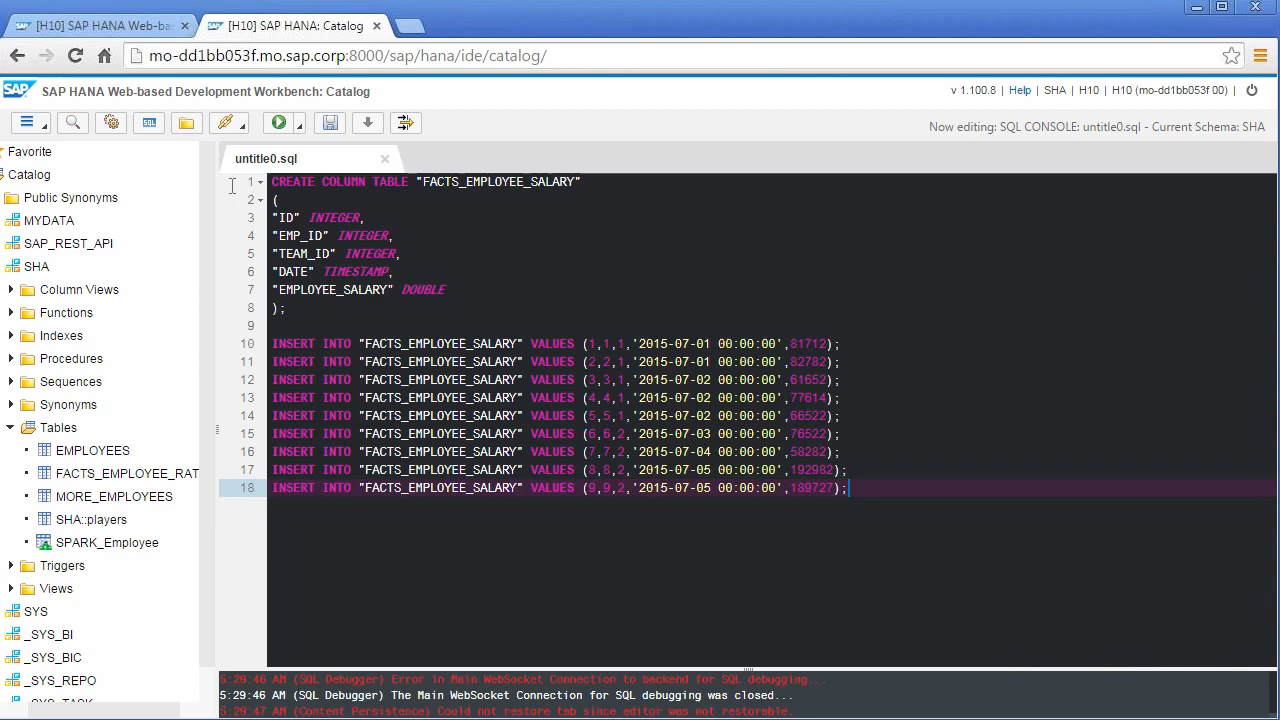 [H10] SAP HANA Web-bas
[H10] SAP HANA: Catalog
mo-dd1bb053f.mo.sap.corp:8000/sap/hana/ide/catalog/
SAP SAP HANA Web-based Development Workbench: Catalog
v 1.100.8 | Help | SHA | H10 | H10 (mo-dd1bb053f 00) |
SQL
Now editing: SQL CONSOLE: untitle0.sql - Current Schema: SHA
Favorite
Catalog
Public Synonyms
MYDATA
SAP_REST_API
SHA
Column Views
Functions
Indexes
Procedures
Sequences
Synonyms
Tables
EMPLOYEES
FACTS_EMPLOYEE_RAT
MORE_EMPLOYEES
SHA::players
SPARK_Employee
Triggers
Views
SYS
_SYS_BI
_SYS_BIC
_SYS_REPO
_SYS_TASK
untitle0.sql
1 CREATE COLUMN TABLE "FACTS_EMPLOYEE_SALARY"
2 (
3 "ID" INTEGER,
4 "EMP_ID" INTEGER,
5 "TEAM_ID" INTEGER,
6 "DATE" TIMESTAMP,
7 "EMPLOYEE_SALARY" DOUBLE
8 );
9
10 INSERT INTO "FACTS_EMPLOYEE_SALARY" VALUES (1,1,1,'2015-07-01 00:00:00',81712);
11 INSERT INTO "FACTS_EMPLOYEE_SALARY" VALUES (2,2,1,'2015-07-01 00:00:00',82782);
12 INSERT INTO "FACTS_EMPLOYEE_SALARY" VALUES (3,3,1,'2015-07-02 00:00:00',61652);
13 INSERT INTO "FACTS_EMPLOYEE_SALARY" VALUES (4,4,1,'2015-07-02 00:00:00',77614);
14 INSERT INTO "FACTS_EMPLOYEE_SALARY" VALUES (5,5,1,'2015-07-02 00:00:00',66522);
15 INSERT INTO "FACTS_EMPLOYEE_SALARY" VALUES (6,6,2,'2015-07-03 00:00:00',76522);
16 INSERT INTO "FACTS_EMPLOYEE_SALARY" VALUES (7,7,2,'2015-07-04 00:00:00',58282);
17 INSERT INTO "FACTS_EMPLOYEE_SALARY" VALUES (8,8,2,'2015-07-05 00:00:00',192982);
18 INSERT INTO "FACTS_EMPLOYEE_SALARY" VALUES (9,9,2,'2015-07-05 00:00:00',189727);
5:29:46 AM (SQL Debugger) Error in Main WebSocket Connection to backend for SQL debugging...
5:29:46 AM (SQL Debugger) The Main WebSocket Connection for SQL debugging was closed...
5:29:47 AM (Content Persistence) Could not restore tab since editor was not restorable.